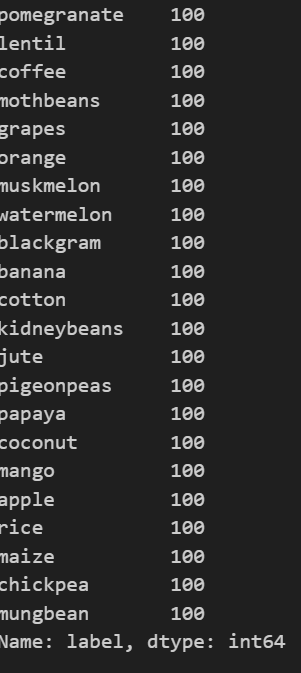 pomegranate 100
lentil 100
coffee 100
mothbeans 100
grapes 100
orange 100
muskmelon 100
watermelon 100
blackgram 100
banana 100
cotton 100
kidneybeans 100
jute 100
pigeonpeas 100
papaya 100
coconut 100
mango 100
apple 100
rice 100
maize 100
chickpea 100
mungbean 100
Name: label, dtype: int64